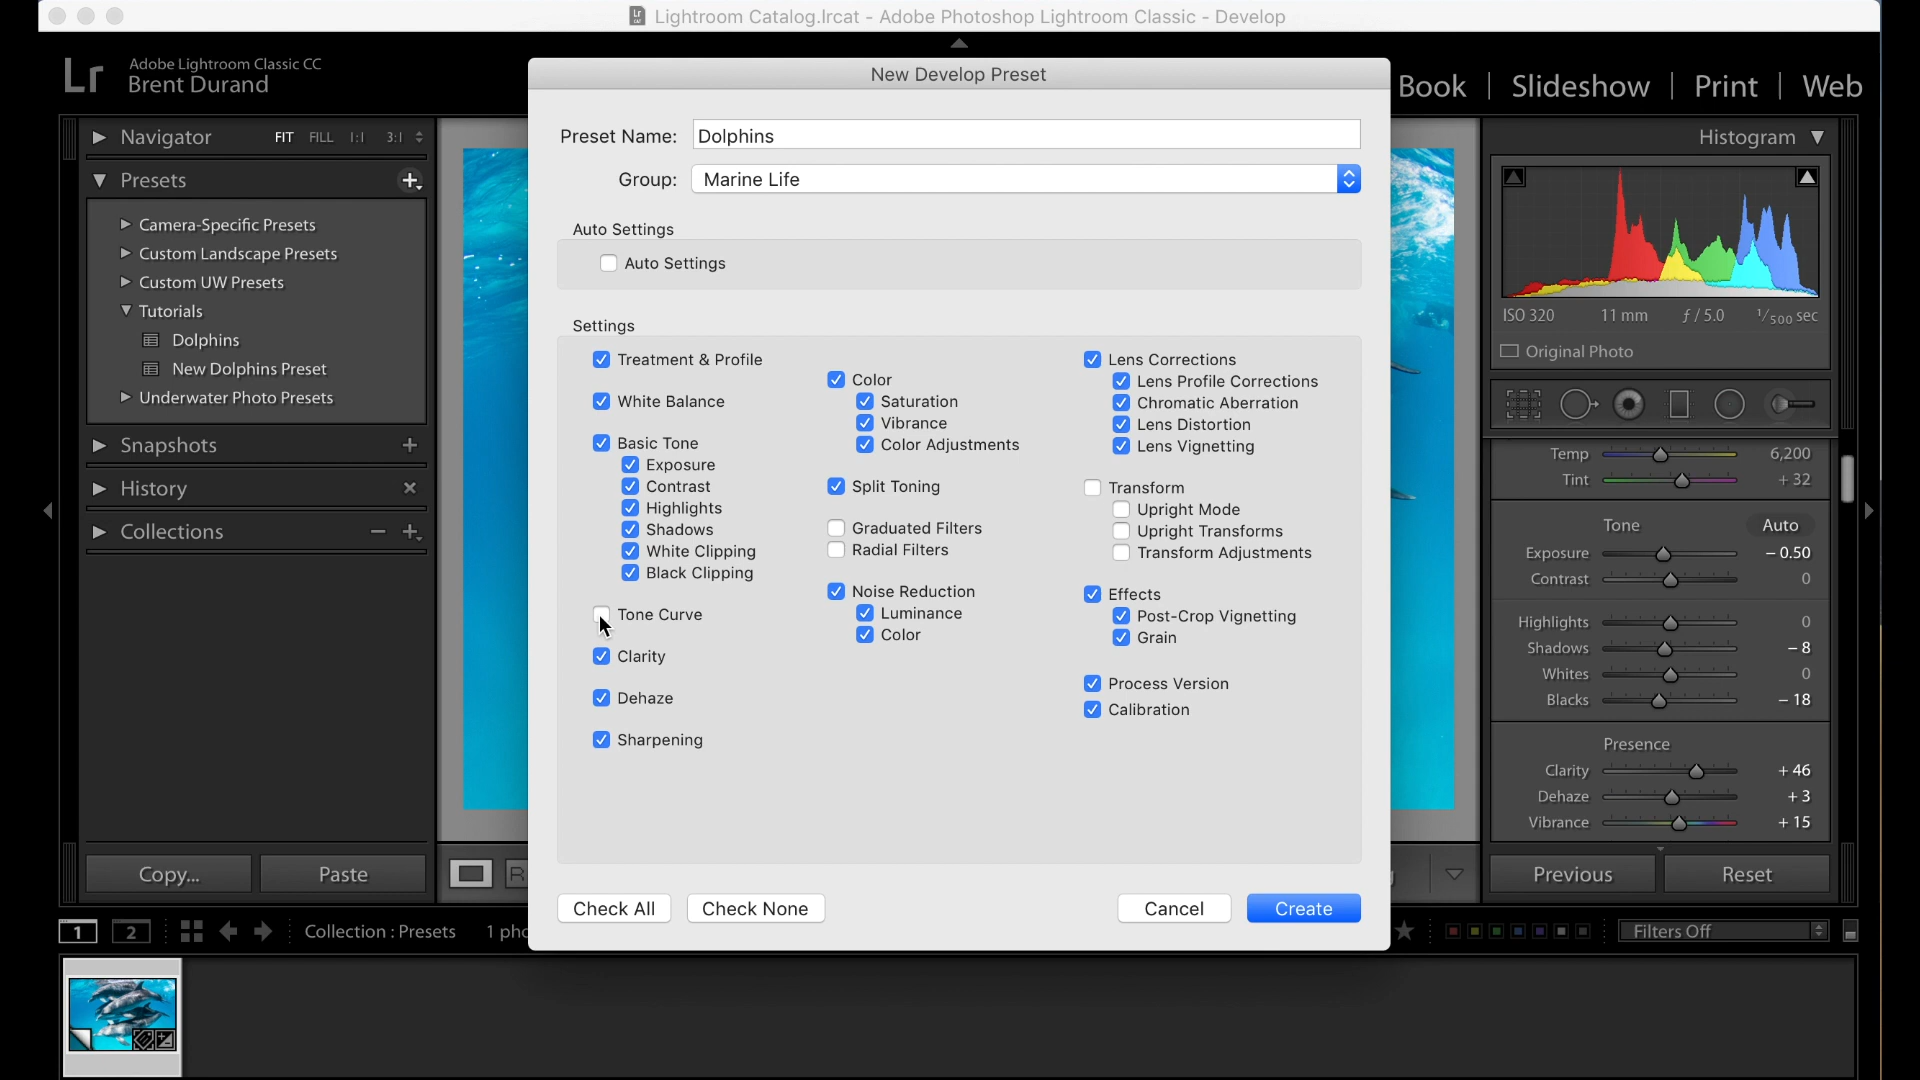 Lightroom Catalog.lrcat - Adobe Photoshop Lightroom Classic - Develop
Lr
Adobe Lightroom Classic CC
Brent Durand
Book | Slideshow | Print | Web
Navigator FIT FILL 1:1 3:1
Presets
Camera-Specific Presets
Custom Landscape Presets
Custom UW Presets
Tutorials
Dolphins
New Dolphins Preset
Underwater Photo Presets
Snapshots
History
Collections
Copy...
Paste
New Develop Preset
Preset Name: Dolphins
Group: Marine Life
Auto Settings
Auto Settings
Settings
Treatment & Profile
White Balance
Basic Tone
Exposure
Contrast
Highlights
Shadows
White Clipping
Black Clipping
Tone Curve
Clarity
Dehaze
Sharpening
Color
Saturation
Vibrance
Color Adjustments
Split Toning
Graduated Filters
Radial Filters
Noise Reduction
Luminance
Color
Lens Corrections
Lens Profile Corrections
Chromatic Aberration
Lens Distortion
Lens Vignetting
Transform
Upright Mode
Upright Transforms
Transform Adjustments
Effects
Post-Crop Vignetting
Grain
Process Version
Calibration
Check All
Check None
Cancel
Create
Histogram
ISO 320 11 mm ƒ / 5.0 1/500 sec
Original Photo
Temp 6,200
Tint + 32
Tone Auto
Exposure – 0.50
Contrast 0
Highlights 0
Shadows – 8
Whites 0
Blacks – 18
Presence
Clarity + 46
Dehaze + 3
Vibrance + 15
Previous
Reset
1 2 Collection : Presets 1 pho
Filters Off